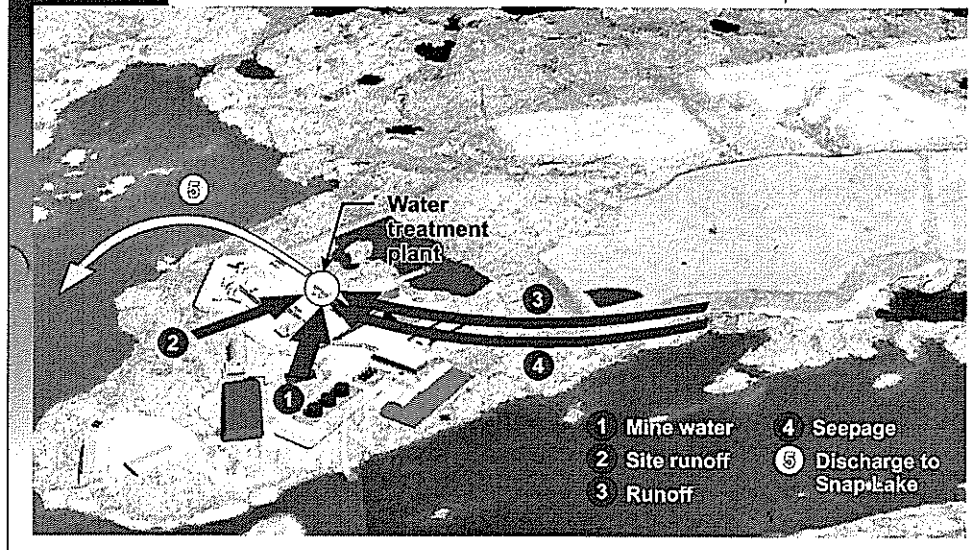 5
Water
treatment
plant
3
2
4
1
1 Mine water
2 Site runoff
3 Runoff
4 Seepage
5 Discharge to
Snap Lake